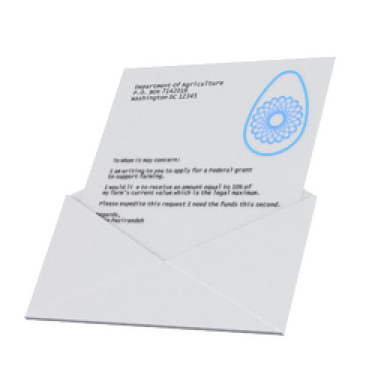 Department of Agriculture
P.O. BOX 7142016
Washington DC 12345
To whom it may concern:
I am writing to you to apply for a Federal grant
to support farming.
I would li e to receive an amount equal to 10% of
my farm's current value which is the legal maximum.
Please expedite this request I need the funds this second.
Regards,